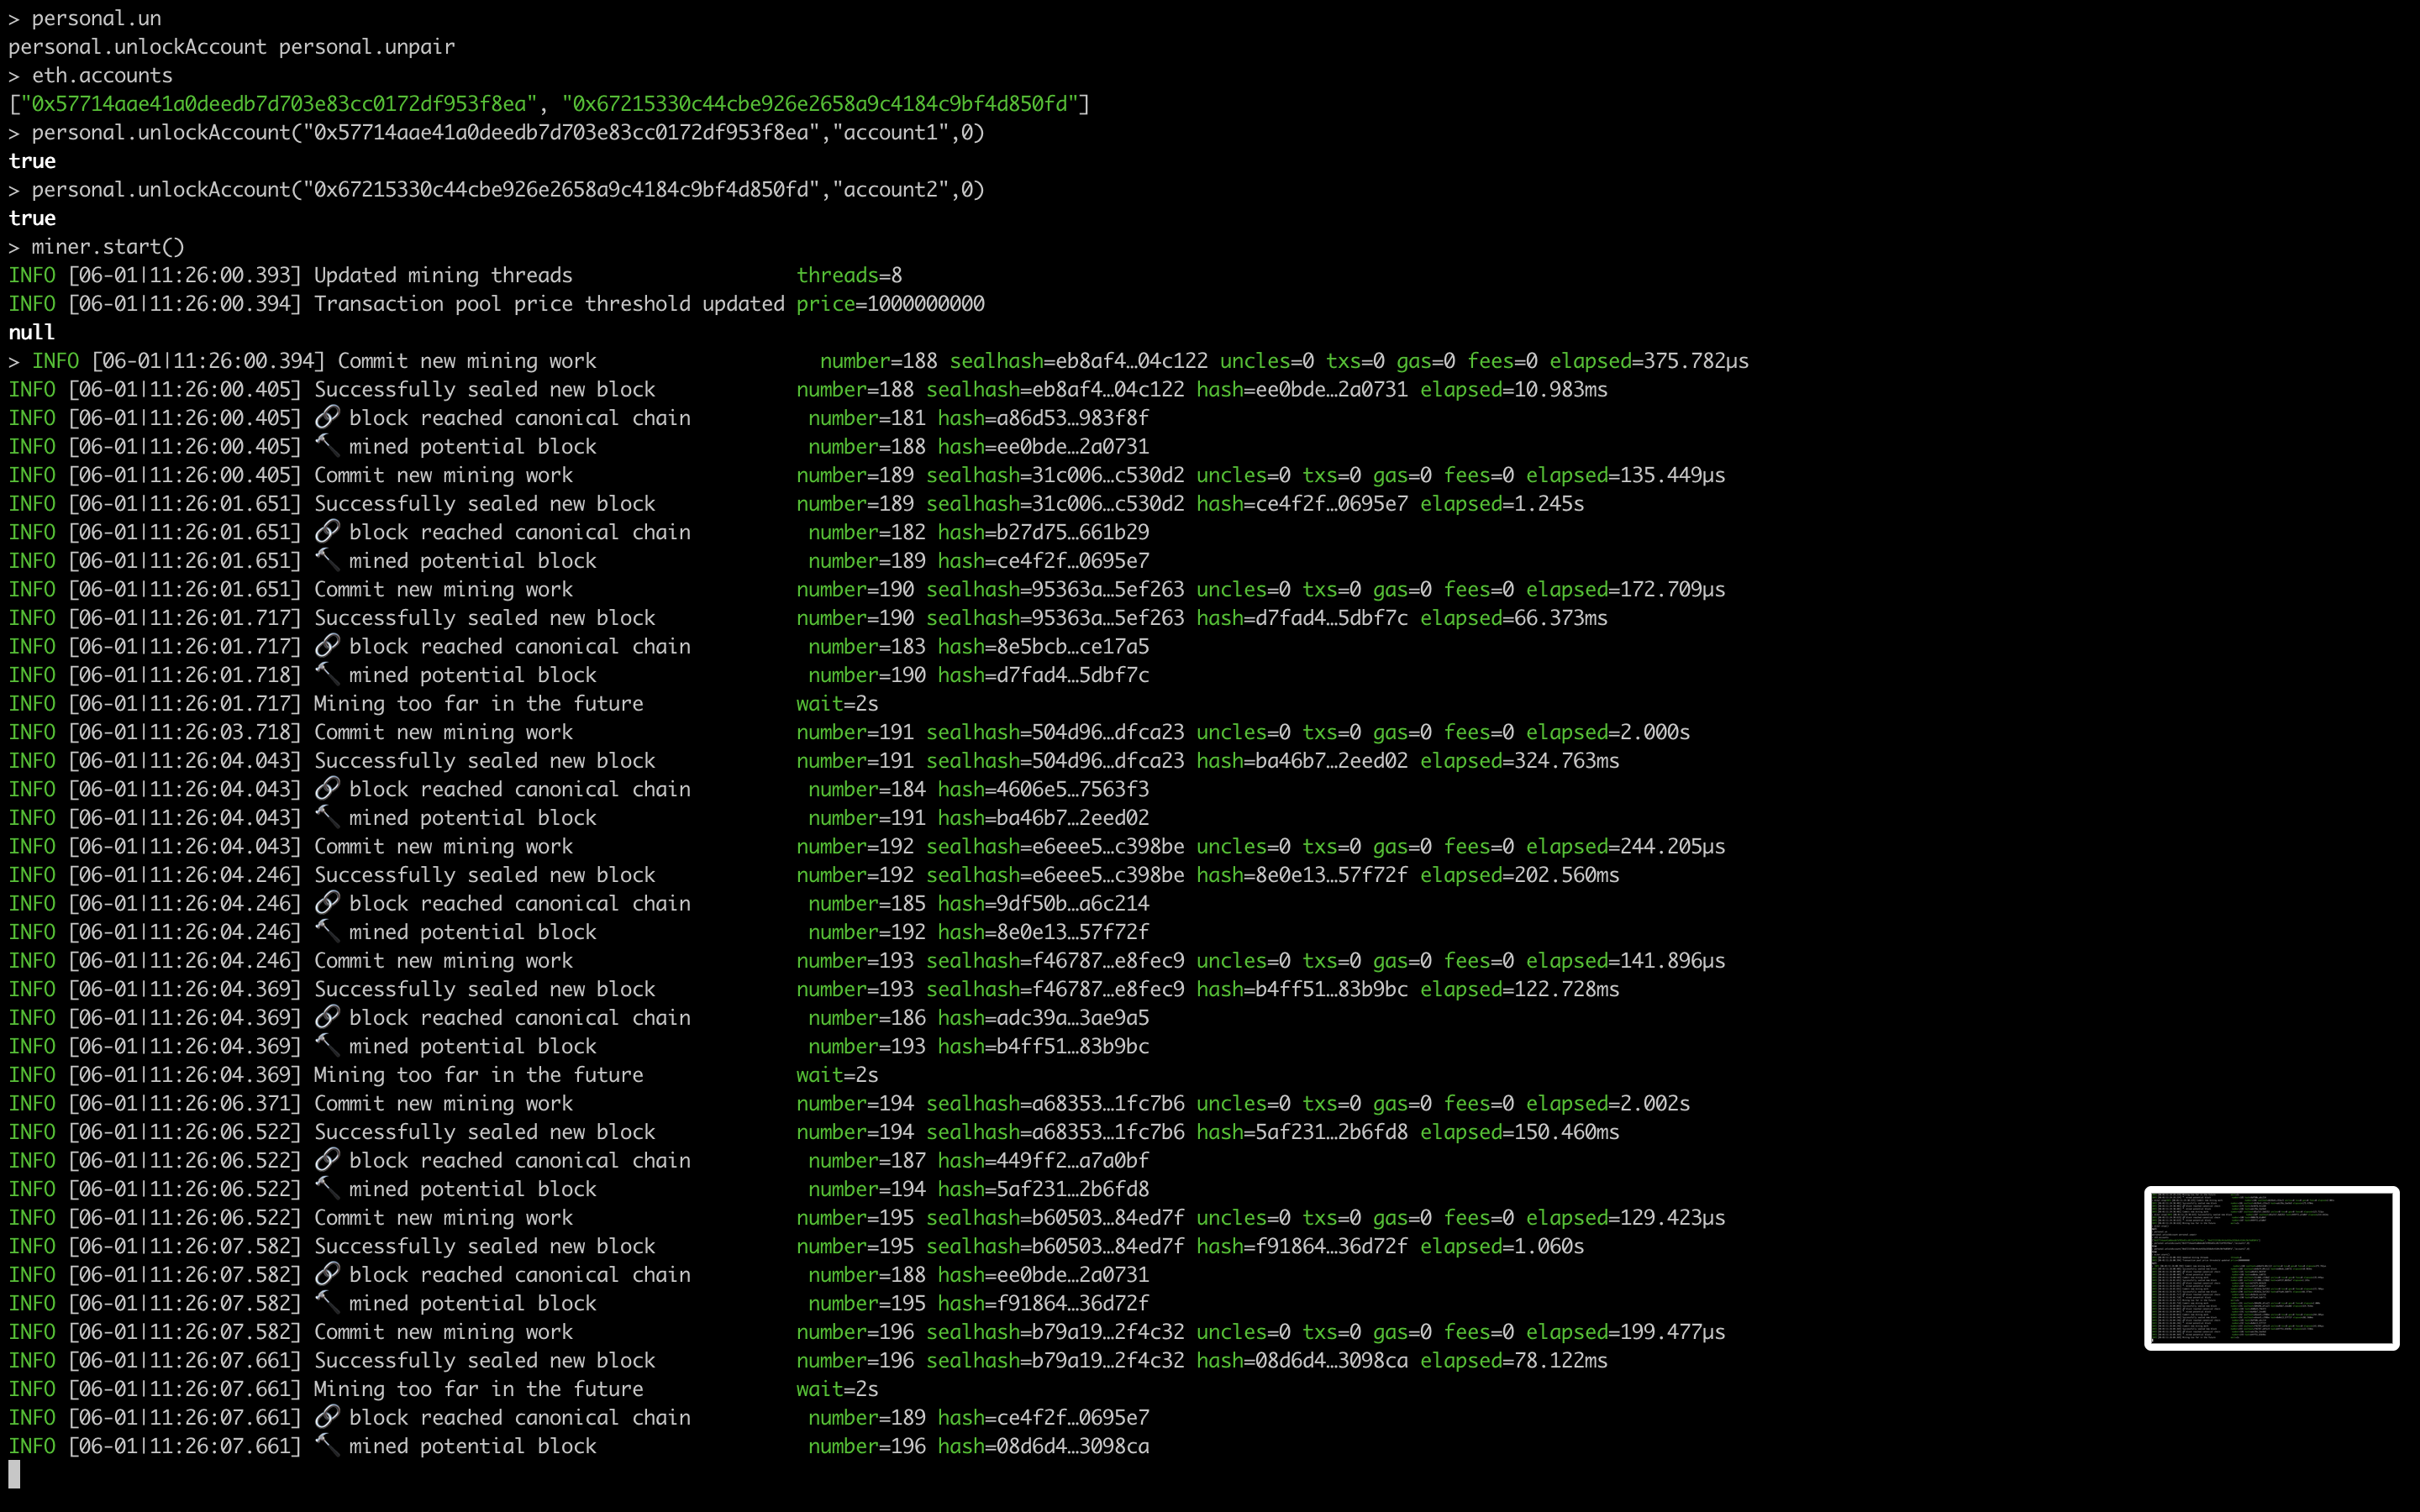 > personal.un
personal.unlockAccount personal.unpair
> eth.accounts
["0x57714aae41a0deedb7d703e83cc0172df953f8ea", "0x67215330c44cbe926e2658a9c4184c9bf4d850fd"]
> personal.unlockAccount("0x57714aae41a0deedb7d703e83cc0172df953f8ea","account1",0)
true
> personal.unlockAccount("0x67215330c44cbe926e2658a9c4184c9bf4d850fd","account2",0)
true
> miner.start()
INFO [06-01|11:26:00.393] Updated mining threads threads=8
INFO [06-01|11:26:00.394] Transaction pool price threshold updated price=1000000000
null
> INFO [06-01|11:26:00.394] Commit new mining work number=188 sealhash=eb8af4…04c122 uncles=0 txs=0 gas=0 fees=0 elapsed=375.782µs
INFO [06-01|11:26:00.405] Successfully sealed new block number=188 sealhash=eb8af4…04c122 hash=ee0bde…2a0731 elapsed=10.983ms
INFO [06-01|11:26:00.405] 🔗 block reached canonical chain number=181 hash=a86d53…983f8f
INFO [06-01|11:26:00.405] 🔨 mined potential block number=188 hash=ee0bde…2a0731
INFO [06-01|11:26:00.405] Commit new mining work number=189 sealhash=31c006…c530d2 uncles=0 txs=0 gas=0 fees=0 elapsed=135.449µs
INFO [06-01|11:26:01.651] Successfully sealed new block number=189 sealhash=31c006…c530d2 hash=ce4f2f…0695e7 elapsed=1.245s
INFO [06-01|11:26:01.651] 🔗 block reached canonical chain number=182 hash=b27d75…661b29
INFO [06-01|11:26:01.651] 🔨 mined potential block number=189 hash=ce4f2f…0695e7
INFO [06-01|11:26:01.651] Commit new mining work number=190 sealhash=95363a…5ef263 uncles=0 txs=0 gas=0 fees=0 elapsed=172.709µs
INFO [06-01|11:26:01.717] Successfully sealed new block number=190 sealhash=95363a…5ef263 hash=d7fad4…5dbf7c elapsed=66.373ms
INFO [06-01|11:26:01.717] 🔗 block reached canonical chain number=183 hash=8e5bcb…ce17a5
INFO [06-01|11:26:01.718] 🔨 mined potential block number=190 hash=d7fad4…5dbf7c
INFO [06-01|11:26:01.717] Mining too far in the future wait=2s
INFO [06-01|11:26:03.718] Commit new mining work number=191 sealhash=504d96…dfca23 uncles=0 txs=0 gas=0 fees=0 elapsed=2.000s
INFO [06-01|11:26:04.043] Successfully sealed new block number=191 sealhash=504d96…dfca23 hash=ba46b7…2eed02 elapsed=324.763ms
INFO [06-01|11:26:04.043] 🔗 block reached canonical chain number=184 hash=4606e5…7563f3
INFO [06-01|11:26:04.043] 🔨 mined potential block number=191 hash=ba46b7…2eed02
INFO [06-01|11:26:04.043] Commit new mining work number=192 sealhash=e6eee5…c398be uncles=0 txs=0 gas=0 fees=0 elapsed=244.205µs
INFO [06-01|11:26:04.246] Successfully sealed new block number=192 sealhash=e6eee5…c398be hash=8e0e13…57f72f elapsed=202.560ms
INFO [06-01|11:26:04.246] 🔗 block reached canonical chain number=185 hash=9df50b…a6c214
INFO [06-01|11:26:04.246] 🔨 mined potential block number=192 hash=8e0e13…57f72f
INFO [06-01|11:26:04.246] Commit new mining work number=193 sealhash=f46787…e8fec9 uncles=0 txs=0 gas=0 fees=0 elapsed=141.896µs
INFO [06-01|11:26:04.369] Successfully sealed new block number=193 sealhash=f46787…e8fec9 hash=b4ff51…83b9bc elapsed=122.728ms
INFO [06-01|11:26:04.369] 🔗 block reached canonical chain number=186 hash=adc39a…3ae9a5
INFO [06-01|11:26:04.369] 🔨 mined potential block number=193 hash=b4ff51…83b9bc
INFO [06-01|11:26:04.369] Mining too far in the future wait=2s
INFO [06-01|11:26:06.371] Commit new mining work number=194 sealhash=a68353…1fc7b6 uncles=0 txs=0 gas=0 fees=0 elapsed=2.002s
INFO [06-01|11:26:06.522] Successfully sealed new block number=194 sealhash=a68353…1fc7b6 hash=5af231…2b6fd8 elapsed=150.460ms
INFO [06-01|11:26:06.522] 🔗 block reached canonical chain number=187 hash=449ff2…a7a0bf
INFO [06-01|11:26:06.522] 🔨 mined potential block number=194 hash=5af231…2b6fd8
INFO [06-01|11:26:06.522] Commit new mining work number=195 sealhash=b60503…84ed7f uncles=0 txs=0 gas=0 fees=0 elapsed=129.423µs
INFO [06-01|11:26:07.582] Successfully sealed new block number=195 sealhash=b60503…84ed7f hash=f91864…36d72f elapsed=1.060s
INFO [06-01|11:26:07.582] 🔗 block reached canonical chain number=188 hash=ee0bde…2a0731
INFO [06-01|11:26:07.582] 🔨 mined potential block number=195 hash=f91864…36d72f
INFO [06-01|11:26:07.582] Commit new mining work number=196 sealhash=b79a19…2f4c32 uncles=0 txs=0 gas=0 fees=0 elapsed=199.477µs
INFO [06-01|11:26:07.661] Successfully sealed new block number=196 sealhash=b79a19…2f4c32 hash=08d6d4…3098ca elapsed=78.122ms
INFO [06-01|11:26:07.661] Mining too far in the future wait=2s
INFO [06-01|11:26:07.661] 🔗 block reached canonical chain number=189 hash=ce4f2f…0695e7
INFO [06-01|11:26:07.661] 🔨 mined potential block number=196 hash=08d6d4…3098ca